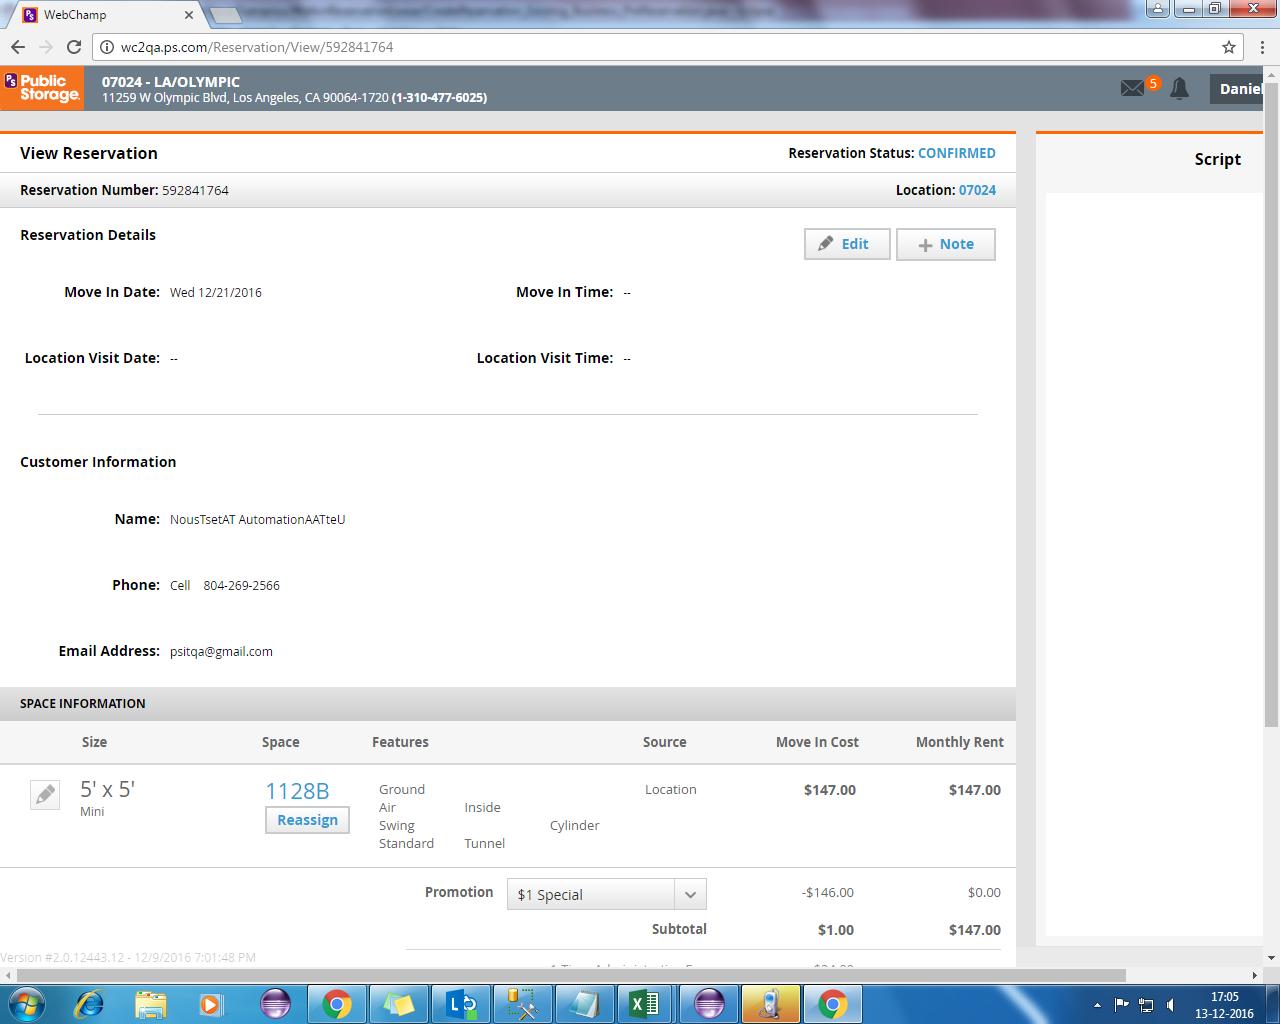 WebChamp
wc2qa.ps.com/Reservation/View/592841764
Public Storage.
07024 - LA/OLYMPIC
11259 W Olympic Blvd, Los Angeles, CA 90064-1720 (1-310-477-6025)
5
Daniel
View Reservation
Reservation Status: CONFIRMED
Script
Reservation Number: 592841764
Location: 07024
Reservation Details
Edit
Note
Move In Date: Wed 12/21/2016
Move In Time: --
Location Visit Date: --
Location Visit Time: --
Customer Information
Name: NousTsetAT AutomationAATteU
Phone: Cell 804-269-2566
Email Address: psitqa@gmail.com
SPACE INFORMATION
Size Space Features Source Move In Cost Monthly Rent
5' x 5'
Mini
1128B
Reassign
Ground
Air Inside
Swing Cylinder
Standard Tunnel
Location
$147.00
$147.00
Promotion $1 Special -$146.00 $0.00
Subtotal $1.00 $147.00
Version #2.0.12443.12 - 12/9/2016 7:01:48 PM
17:05
13-12-2016